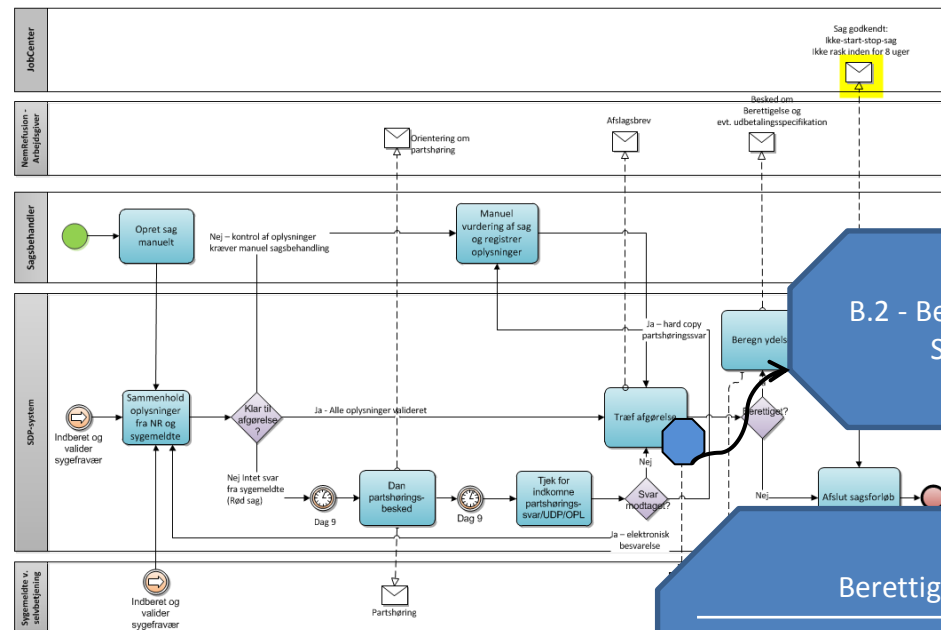 JobCenter
Sag godkendt:
Ikke-start-stop-sag
Ikke rask inden for 8 uger
NemRefusion -
Arbejdsgiver
Orientering om
partshøring
Afslagsbrev
Besked om
Berettigelse og
evt. udbetalingsspecifikation
Sagsbehandler
Opret sag
manuelt
Nej – kontrol af oplysninger
kræver manuel sagsbehandling
Manuel
vurdering af sag
og registrer
oplysninger
SDP-system
Indberet og
valider
sygefravær
Sammenhold
oplysninger
fra NR og
sygemeldte
Klar til
afgørelse
?
Ja - Alle oplysninger valideret
Nej Intet svar
fra sygemeldte
(Rød sag)
Dag 9
Dan
partshørings-
besked
Dag 9
Tjek for
indkomne
partshørings-
svar/UDP/OPL
Svar
modtaget?
Nej
Ja – hard copy
partshøringssvar
Ja – elektronisk
besvarelse
Træf afgørelse
Beregn ydels
Berettiget?
Nej
Afslut sagsforløb
B.2 - Be
S
Sygemeldte v.
selvbetjening
Indberet og
valider
sygefravær
Partshøring
Berettig